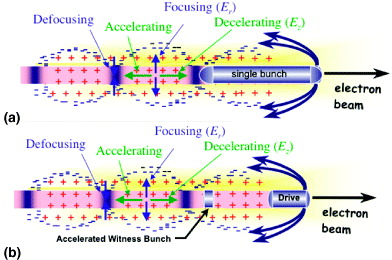 Focusing (Er)
Defocusing
Accelerating
Decelerating (Ez)
single bunch
electron
beam
(a)
Focusing (Er)
Defocusing
Accelerating
Decelerating (Ez)
Drive
electron
beam
Accelerated Witness Bunch
(b)